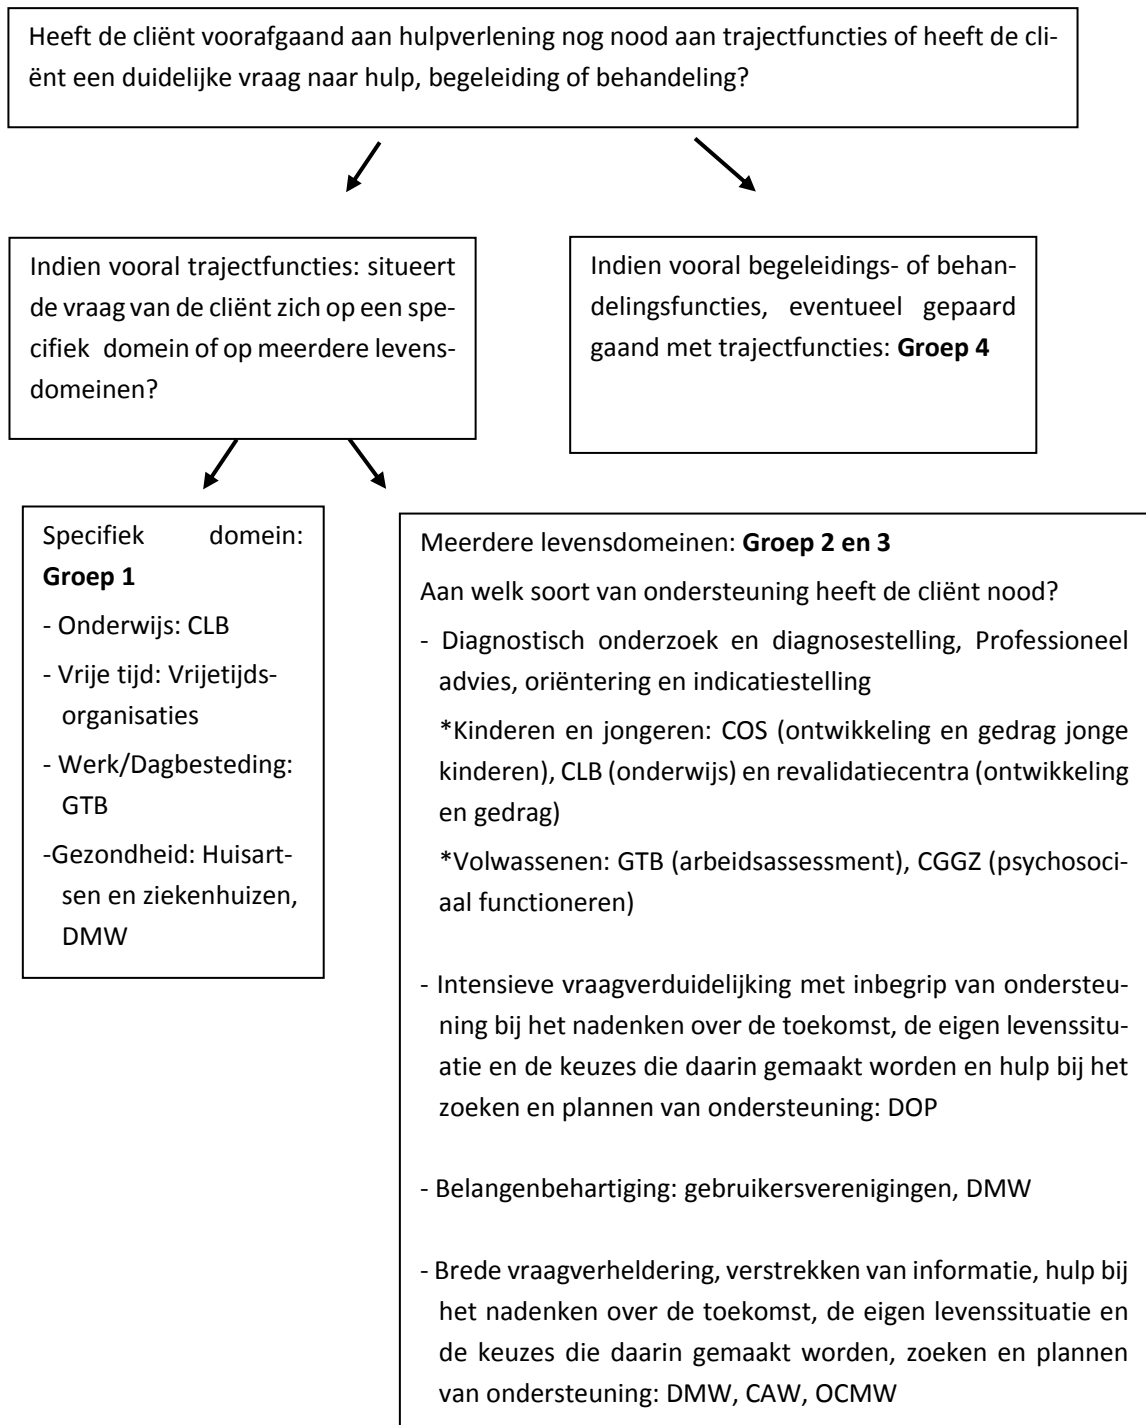 Heeft de cliënt voorafgaand aan hulpverlening nog nood aan trajectfuncties of heeft de cli-
ënt een duidelijke vraag naar hulp, begeleiding of behandeling?
Indien vooral trajectfuncties: situeert
de vraag van de cliënt zich op een spe-
cifiek domein of op meerdere levens-
domeinen?
Indien vooral begeleidings- of behan-
delingsfuncties, eventueel gepaard
gaand met trajectfuncties: Groep 4
Specifiek domein:
Groep 1
- Onderwijs: CLB
- Vrije tijd: Vrijetijds-
organisaties
- Werk/Dagbesteding:
GTB
-Gezondheid: Huisart-
sen en ziekenhuizen,
DMW
Meerdere levensdomeinen: Groep 2 en 3
Aan welk soort van ondersteuning heeft de cliënt nood?
- Diagnostisch onderzoek en diagnosestelling, Professioneel
advies, oriëntering en indicatiestelling
*Kinderen en jongeren: COS (ontwikkeling en gedrag jonge
kinderen), CLB (onderwijs) en revalidatiecentra (ontwikkeling
en gedrag)
*Volwassenen: GTB (arbeidsassessment), CGGZ (psychosoci-
aal functioneren)
- Intensieve vraagverduidelijking met inbegrip van ondersteu-
ning bij het nadenken over de toekomst, de eigen levenssitu-
atie en de keuzes die daarin gemaakt worden en hulp bij het
zoeken en plannen van ondersteuning: DOP
- Belangenbehartiging: gebruikersverenigingen, DMW
- Brede vraagverheldering, verstrekken van informatie, hulp bij
het nadenken over de toekomst, de eigen levenssituatie en
de keuzes die daarin gemaakt worden, zoeken en plannen
van ondersteuning: DMW, CAW, OCMW